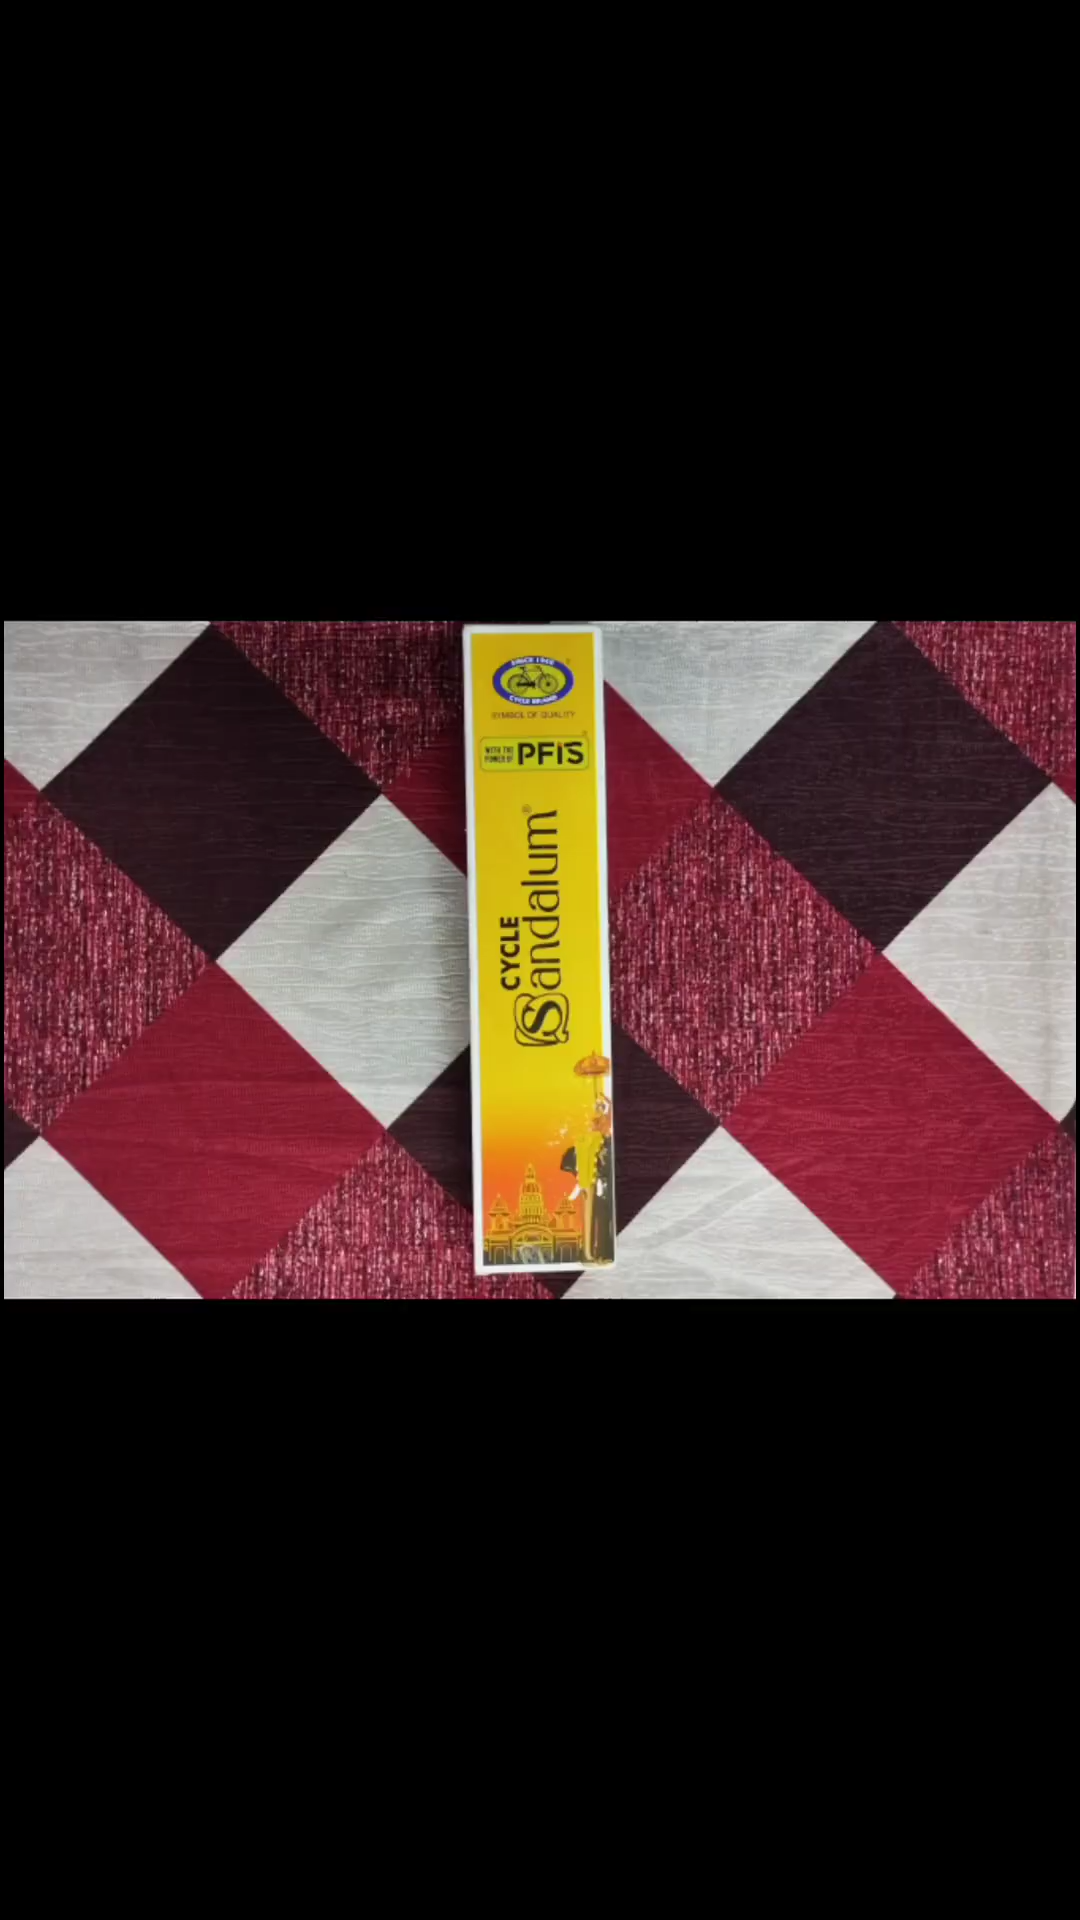 SINCE 1948
CYCLE BRAND
SYMBOL OF QUALITY
WITH THE
POWER OF
PFIS
CYCLE
Sandalum®